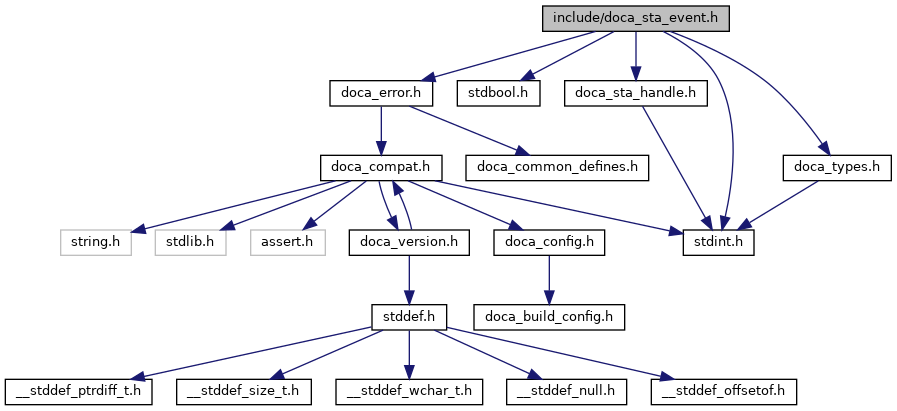 include/doca_sta_event.h
doca_error.h
stdbool.h
doca_sta_handle.h
doca_compat.h
doca_common_defines.h
doca_types.h
string.h
stdlib.h
assert.h
doca_version.h
doca_config.h
stdint.h
stddef.h
doca_build_config.h
__stddef_ptrdiff_t.h
__stddef_size_t.h
__stddef_wchar_t.h
__stddef_null.h
__stddef_offsetof.h